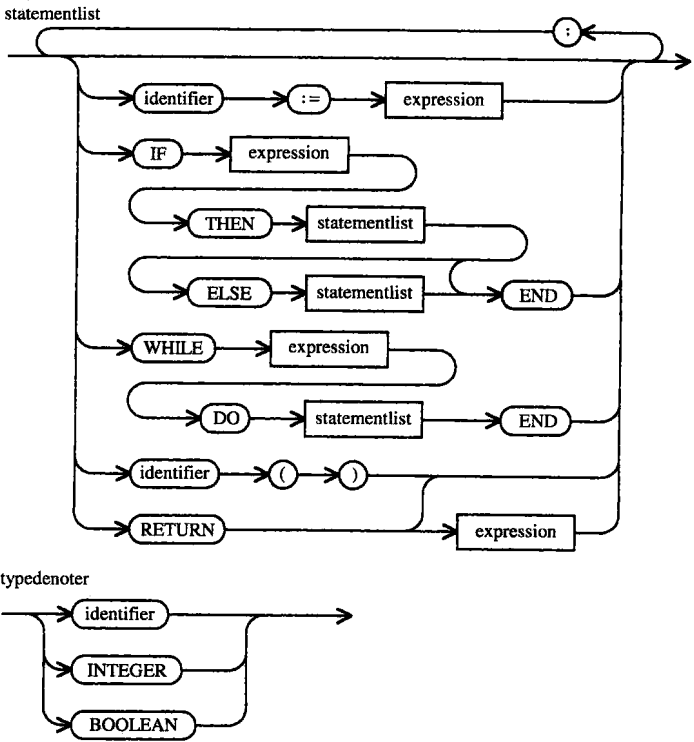 statementlist
:
identifier := expression
IF expression
THEN statementlist
ELSE statementlist END
WHILE expression
DO statementlist END
identifier ( )
RETURN expression
typedenoter
identifier
INTEGER
BOOLEAN